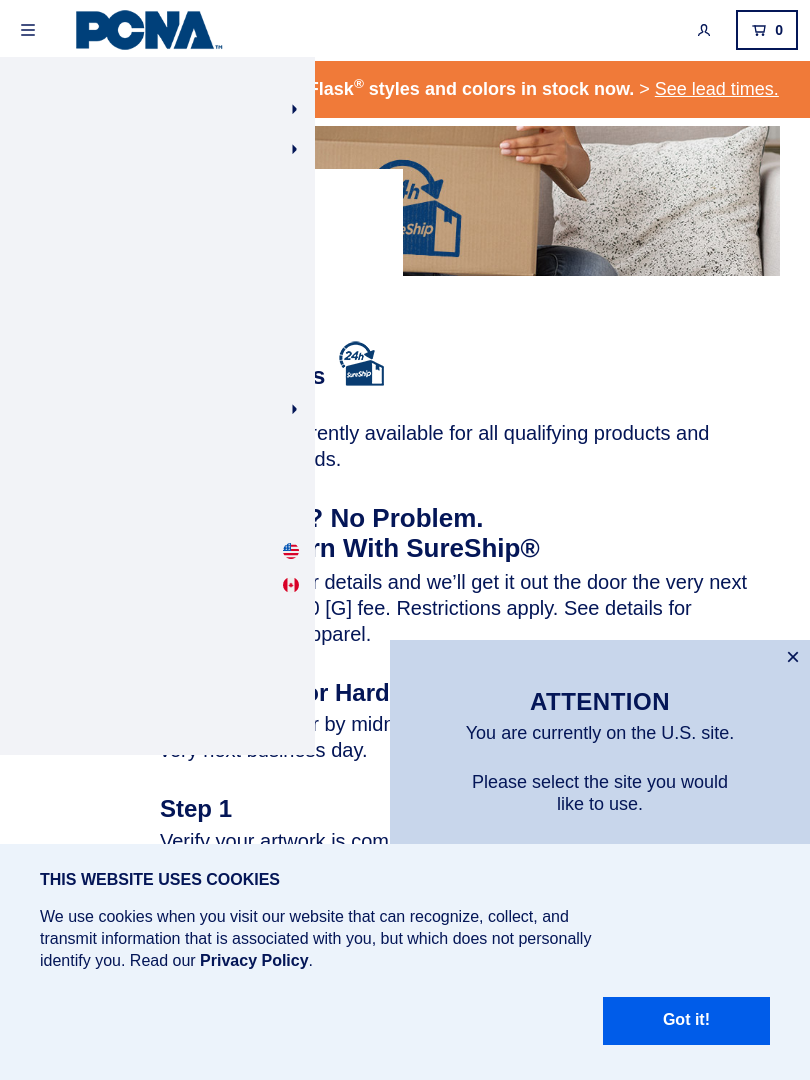 PCNA™
0
Flask® styles and colors in stock now. > See lead times.
24h
SureShip
s
24h
SureShip
rently available for all qualifying products and
ds.
? No Problem.
rn With SureShip®
r details and we’ll get it out the door the very next
0 [G] fee. Restrictions apply. See details for
pparel.
or Hard
r by midn
very next business day.
ATTENTION
You are currently on the U.S. site.
Please select the site you would
like to use.
Step 1
Verify your artwork is com
THIS WEBSITE USES COOKIES
We use cookies when you visit our website that can recognize, collect, and
transmit information that is associated with you, but which does not personally
identify you. Read our Privacy Policy.
Got it!